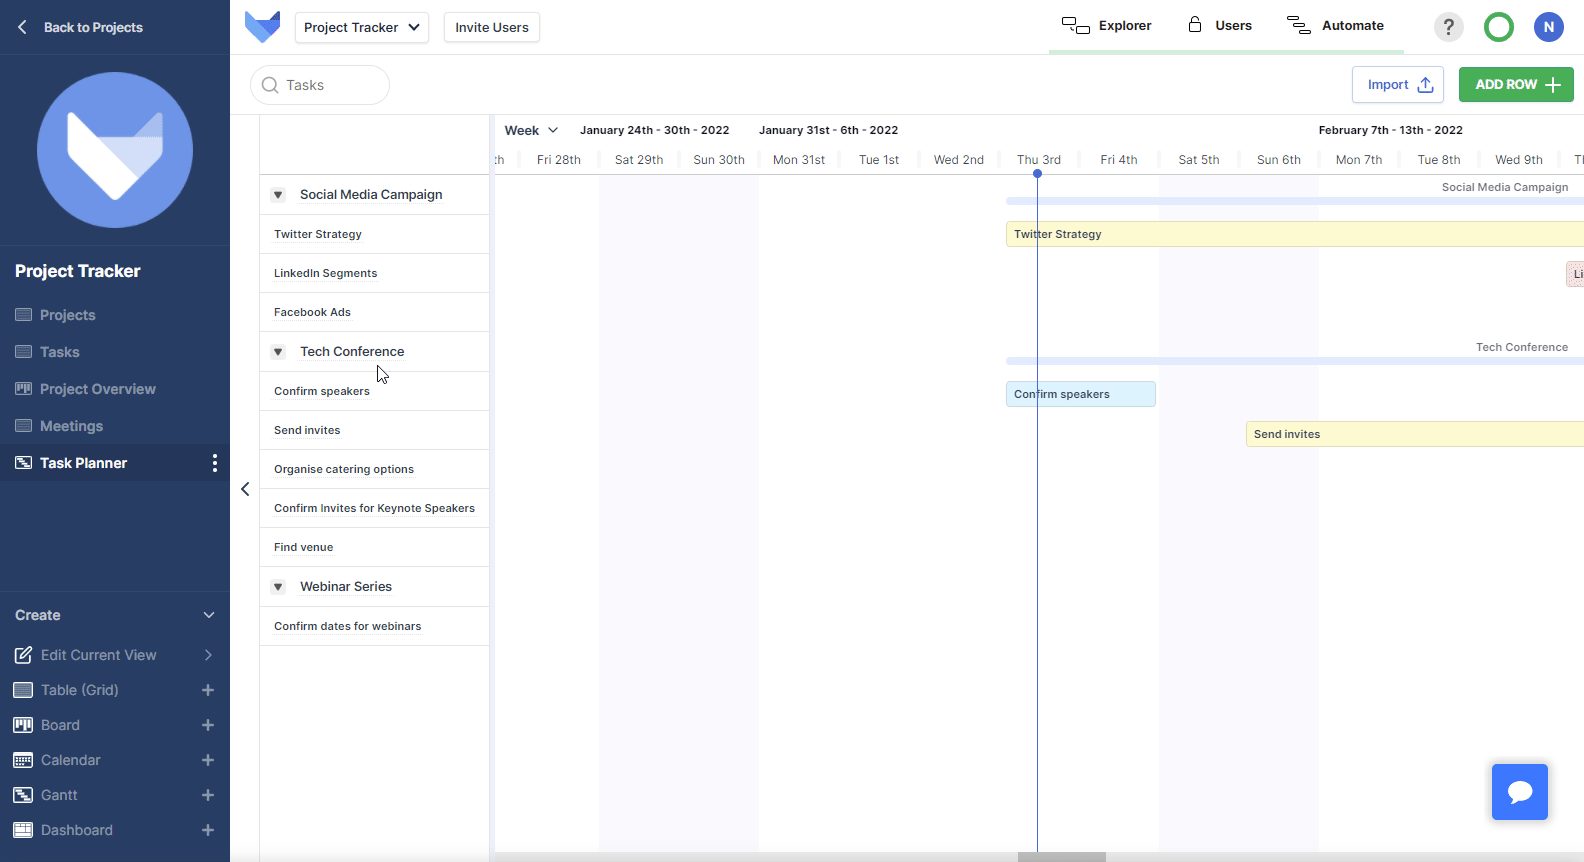 Back to Projects
Project Tracker
Invite Users
Explorer
Users
Automate
?
N
Tasks
Import
ADD ROW
Week
January 24th - 30th - 2022
January 31st - 6th - 2022
February 7th - 13th - 2022
th
Fri 28th
Sat 29th
Sun 30th
Mon 31st
Tue 1st
Wed 2nd
Thu 3rd
Fri 4th
Sat 5th
Sun 6th
Mon 7th
Tue 8th
Wed 9th
Project Tracker
Projects
Tasks
Project Overview
Meetings
Task Planner
Create
Edit Current View
Table (Grid)
Board
Calendar
Gantt
Dashboard
Social Media Campaign
Twitter Strategy
LinkedIn Segments
Facebook Ads
Tech Conference
Confirm speakers
Send invites
Organise catering options
Confirm Invites for Keynote Speakers
Find venue
Webinar Series
Confirm dates for webinars
Social Media Campaign
Twitter Strategy
Li
Tech Conference
Confirm speakers
Send invites